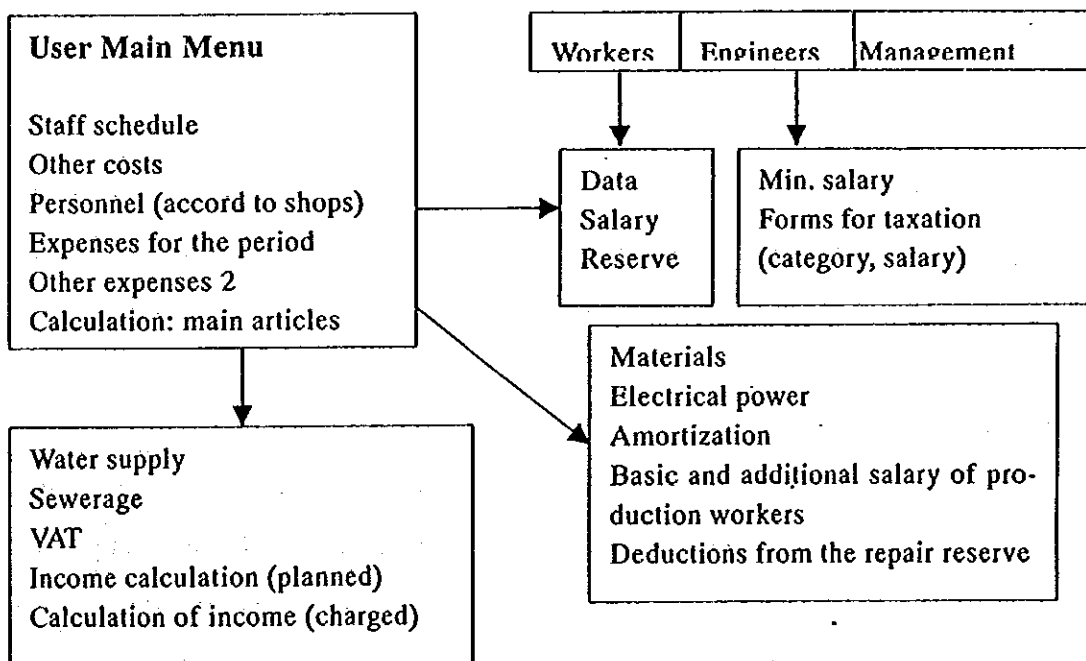 User Main Menu
Staff schedule
Other costs
Personnel (accord to shops)
Expenses for the period
Other expenses 2
Calculation: main articles
Workers
Engineers
Management
Data
Salary
Reserve
Min. salary
Forms for taxation
(category, salary)
Materials
Electrical power
Amortization
Basic and additional salary of pro-
duction workers
Deductions from the repair reserve
Water supply
Sewerage
VAT
Income calculation (planned)
Calculation of income (charged)